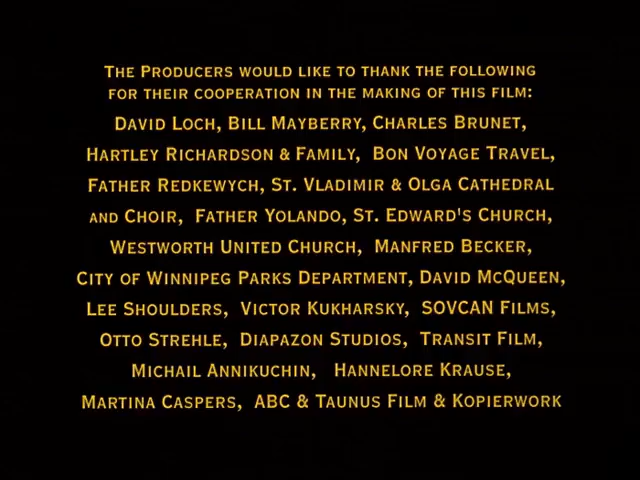 The Producers would like to thank the following
for their cooperation in the making of this film:
David Loch, Bill Mayberry, Charles Brunet,
Hartley Richardson & Family, Bon Voyage Travel,
Father Redkewych, St. Vladimir & Olga Cathedral
and Choir, Father Yolando, St. Edward's Church,
Westworth United Church, Manfred Becker,
City of Winnipeg Parks Department, David McQueen,
Lee Shoulders, Victor Kukharsky, SOVCAN Films,
Otto Strehle, Diapazon Studios, Transit Film,
Michail Annikuchin, Hannelore Krause,
Martina Caspers, ABC & Taunus Film & Kopierwork